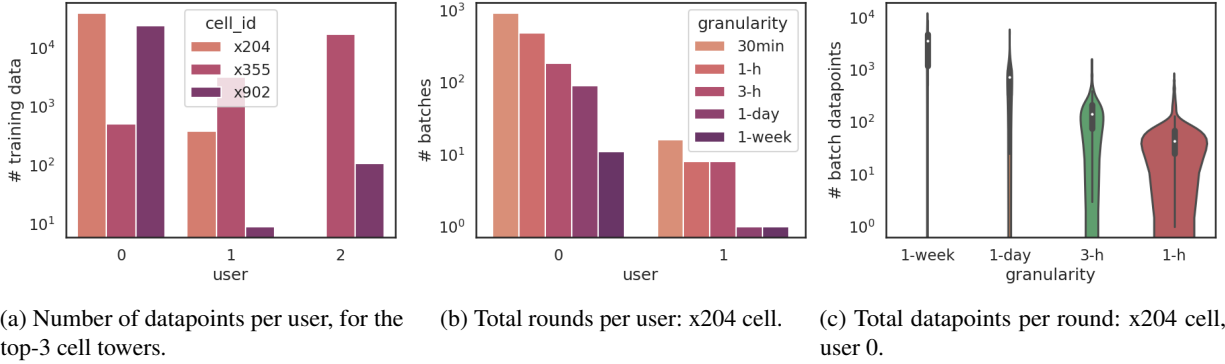 # training data
10^4
10^3
10^2
10^1
cell_id
x204
x355
x902
0 1 2
user
# batches
10^3
10^2
10^1
10^0
granularity
30min
1-h
3-h
1-day
1-week
0 1
user
# batch datapoints
10^4
10^3
10^2
10^1
10^0
1-week 1-day 3-h 1-h
granularity
(a) Number of datapoints per user, for the
top-3 cell towers.
(b) Total rounds per user: x204 cell.
(c) Total datapoints per round: x204 cell,
user 0.